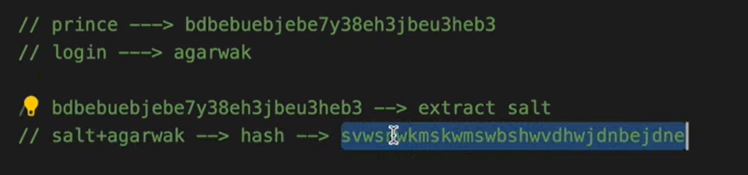 // prince ---> bdbebuebjebe7y38eh3jbeu3heb3
// login ---> agarwak
// bdbebuebjebe7y38eh3jbeu3heb3 --> extract salt
// salt+agarwak --> hash -->